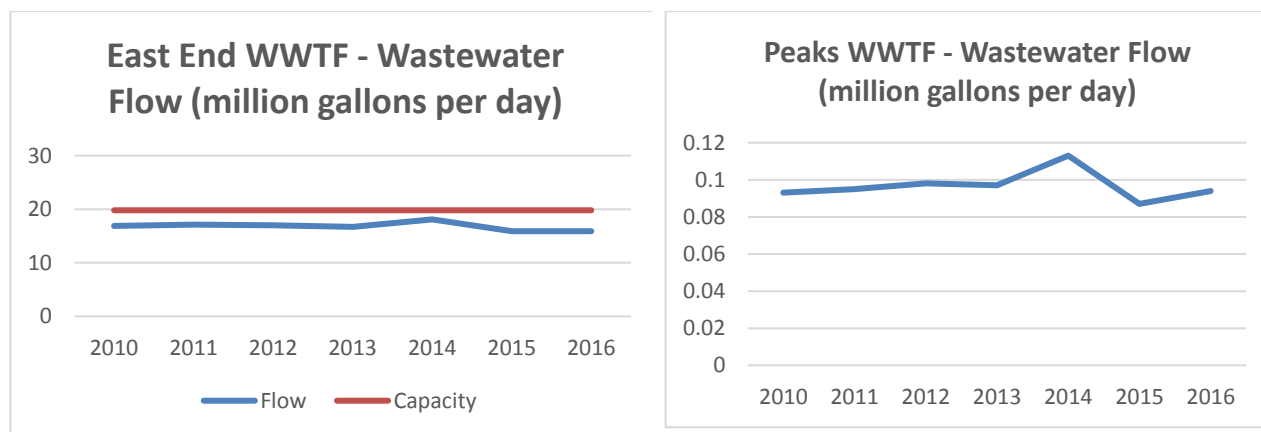 East End WWTF - Wastewater
Flow (million gallons per day)
30
20
10
0
2010 2011 2012 2013 2014 2015 2016
Flow Capacity
Peaks WWTF - Wastewater Flow
(million gallons per day)
0.12
0.1
0.08
0.06
0.04
0.02
0
2010 2011 2012 2013 2014 2015 2016